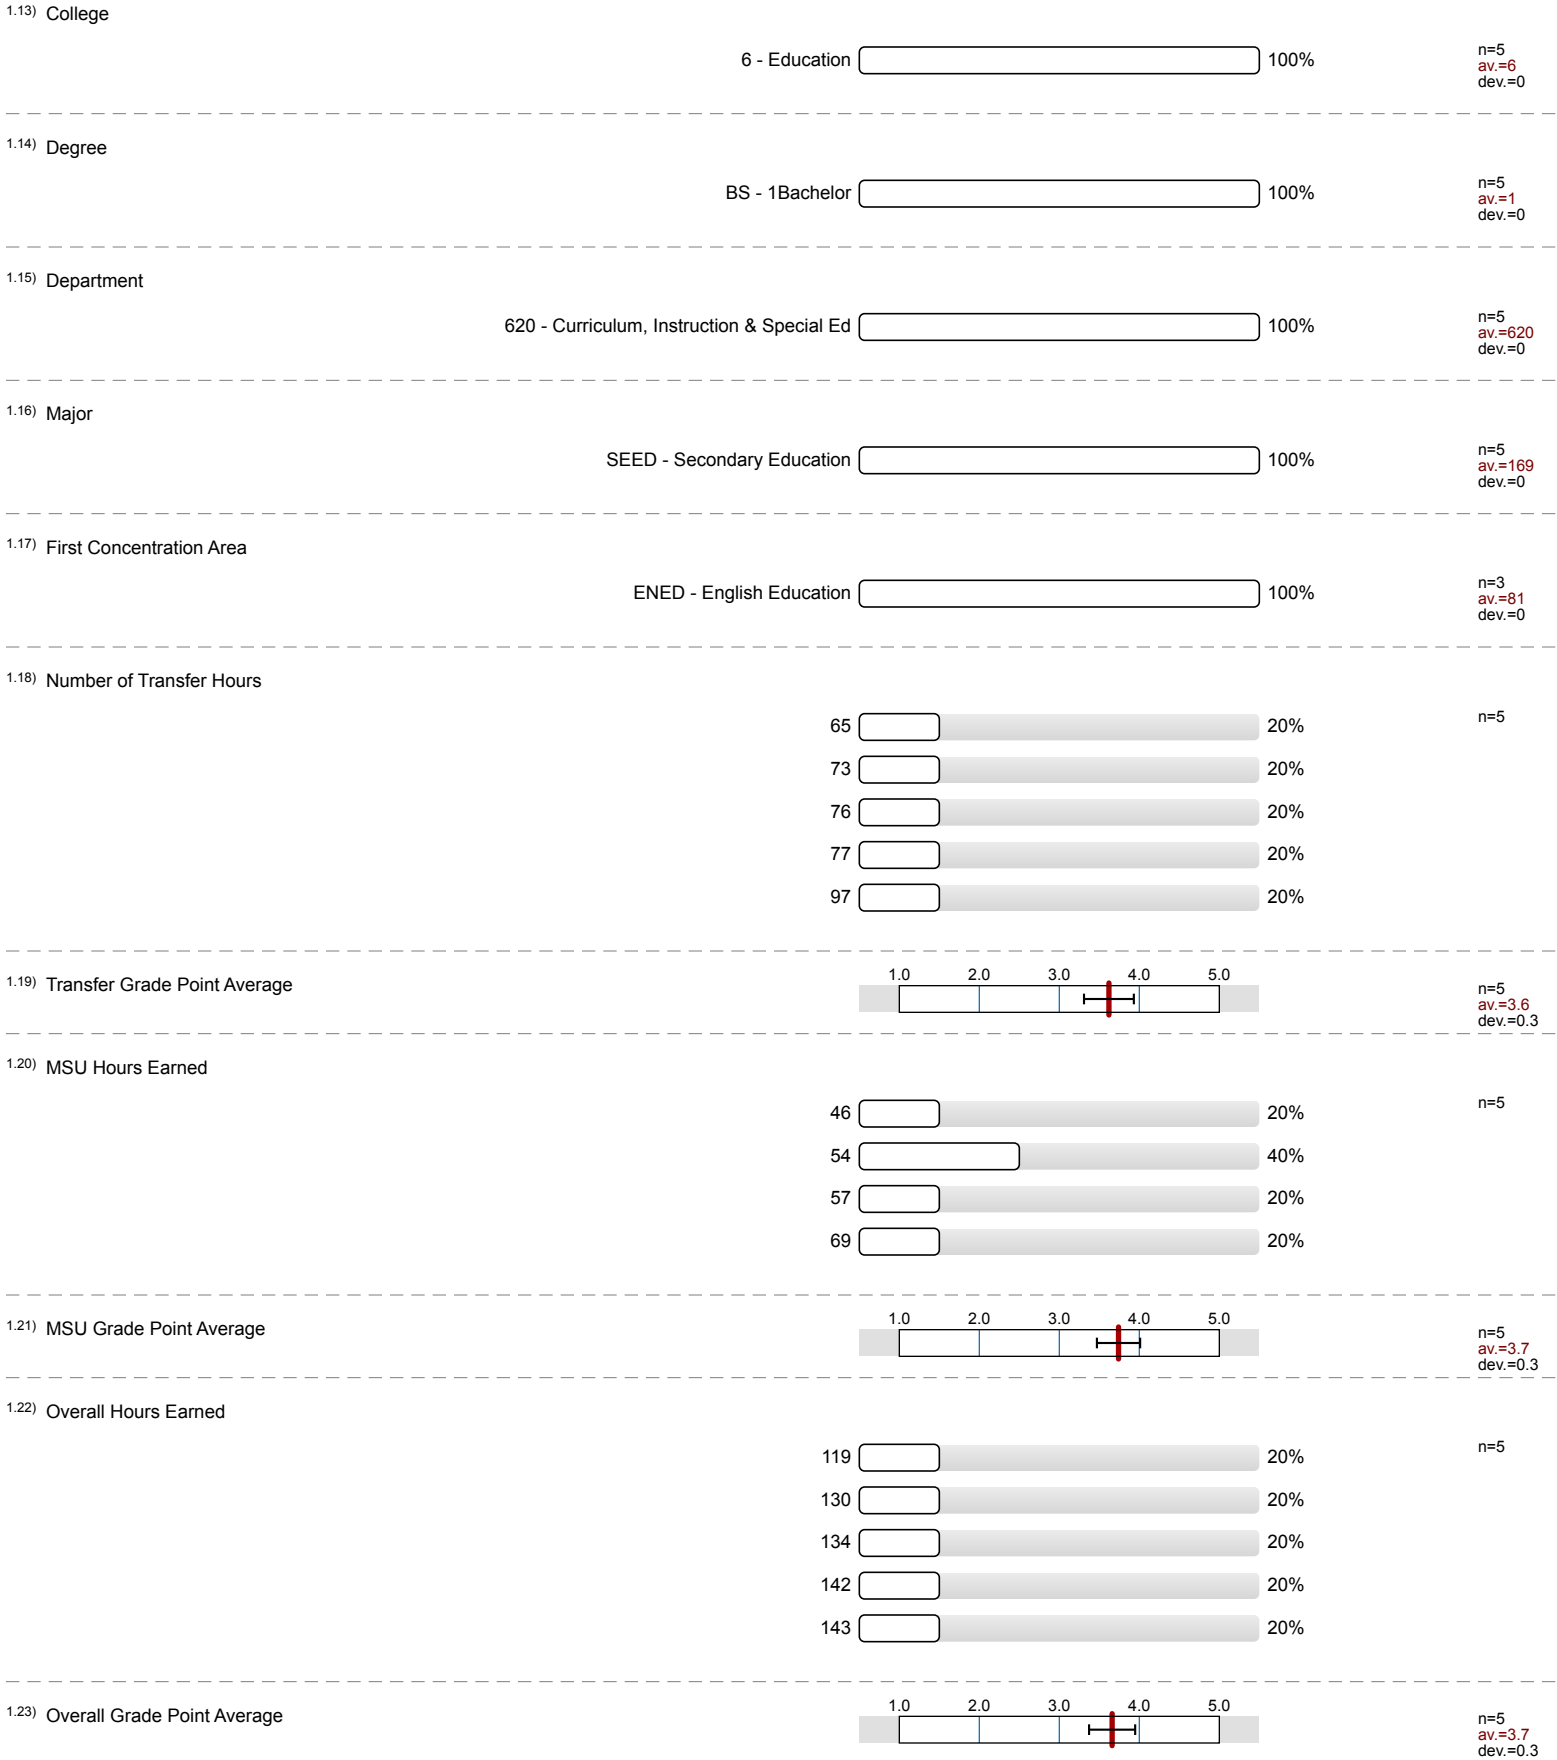 1.13) College
6 - Education 100%
n=5
av.=6
dev.=0
1.14) Degree
BS - 1Bachelor 100%
n=5
av.=1
dev.=0
1.15) Department
620 - Curriculum, Instruction & Special Ed 100%
n=5
av.=620
dev.=0
1.16) Major
SEED - Secondary Education 100%
n=5
av.=169
dev.=0
1.17) First Concentration Area
ENED - English Education 100%
n=3
av.=81
dev.=0
1.18) Number of Transfer Hours
65 20%
n=5
73 20%
76 20%
77 20%
97 20%
1.19) Transfer Grade Point Average
1.0 2.0 3.0 4.0 5.0
n=5
av.=3.6
dev.=0.3
1.20) MSU Hours Earned
46 20%
n=5
54 40%
57 20%
69 20%
1.21) MSU Grade Point Average
1.0 2.0 3.0 4.0 5.0
n=5
av.=3.7
dev.=0.3
1.22) Overall Hours Earned
119 20%
n=5
130 20%
134 20%
142 20%
143 20%
1.23) Overall Grade Point Average
1.0 2.0 3.0 4.0 5.0
n=5
av.=3.7
dev.=0.3